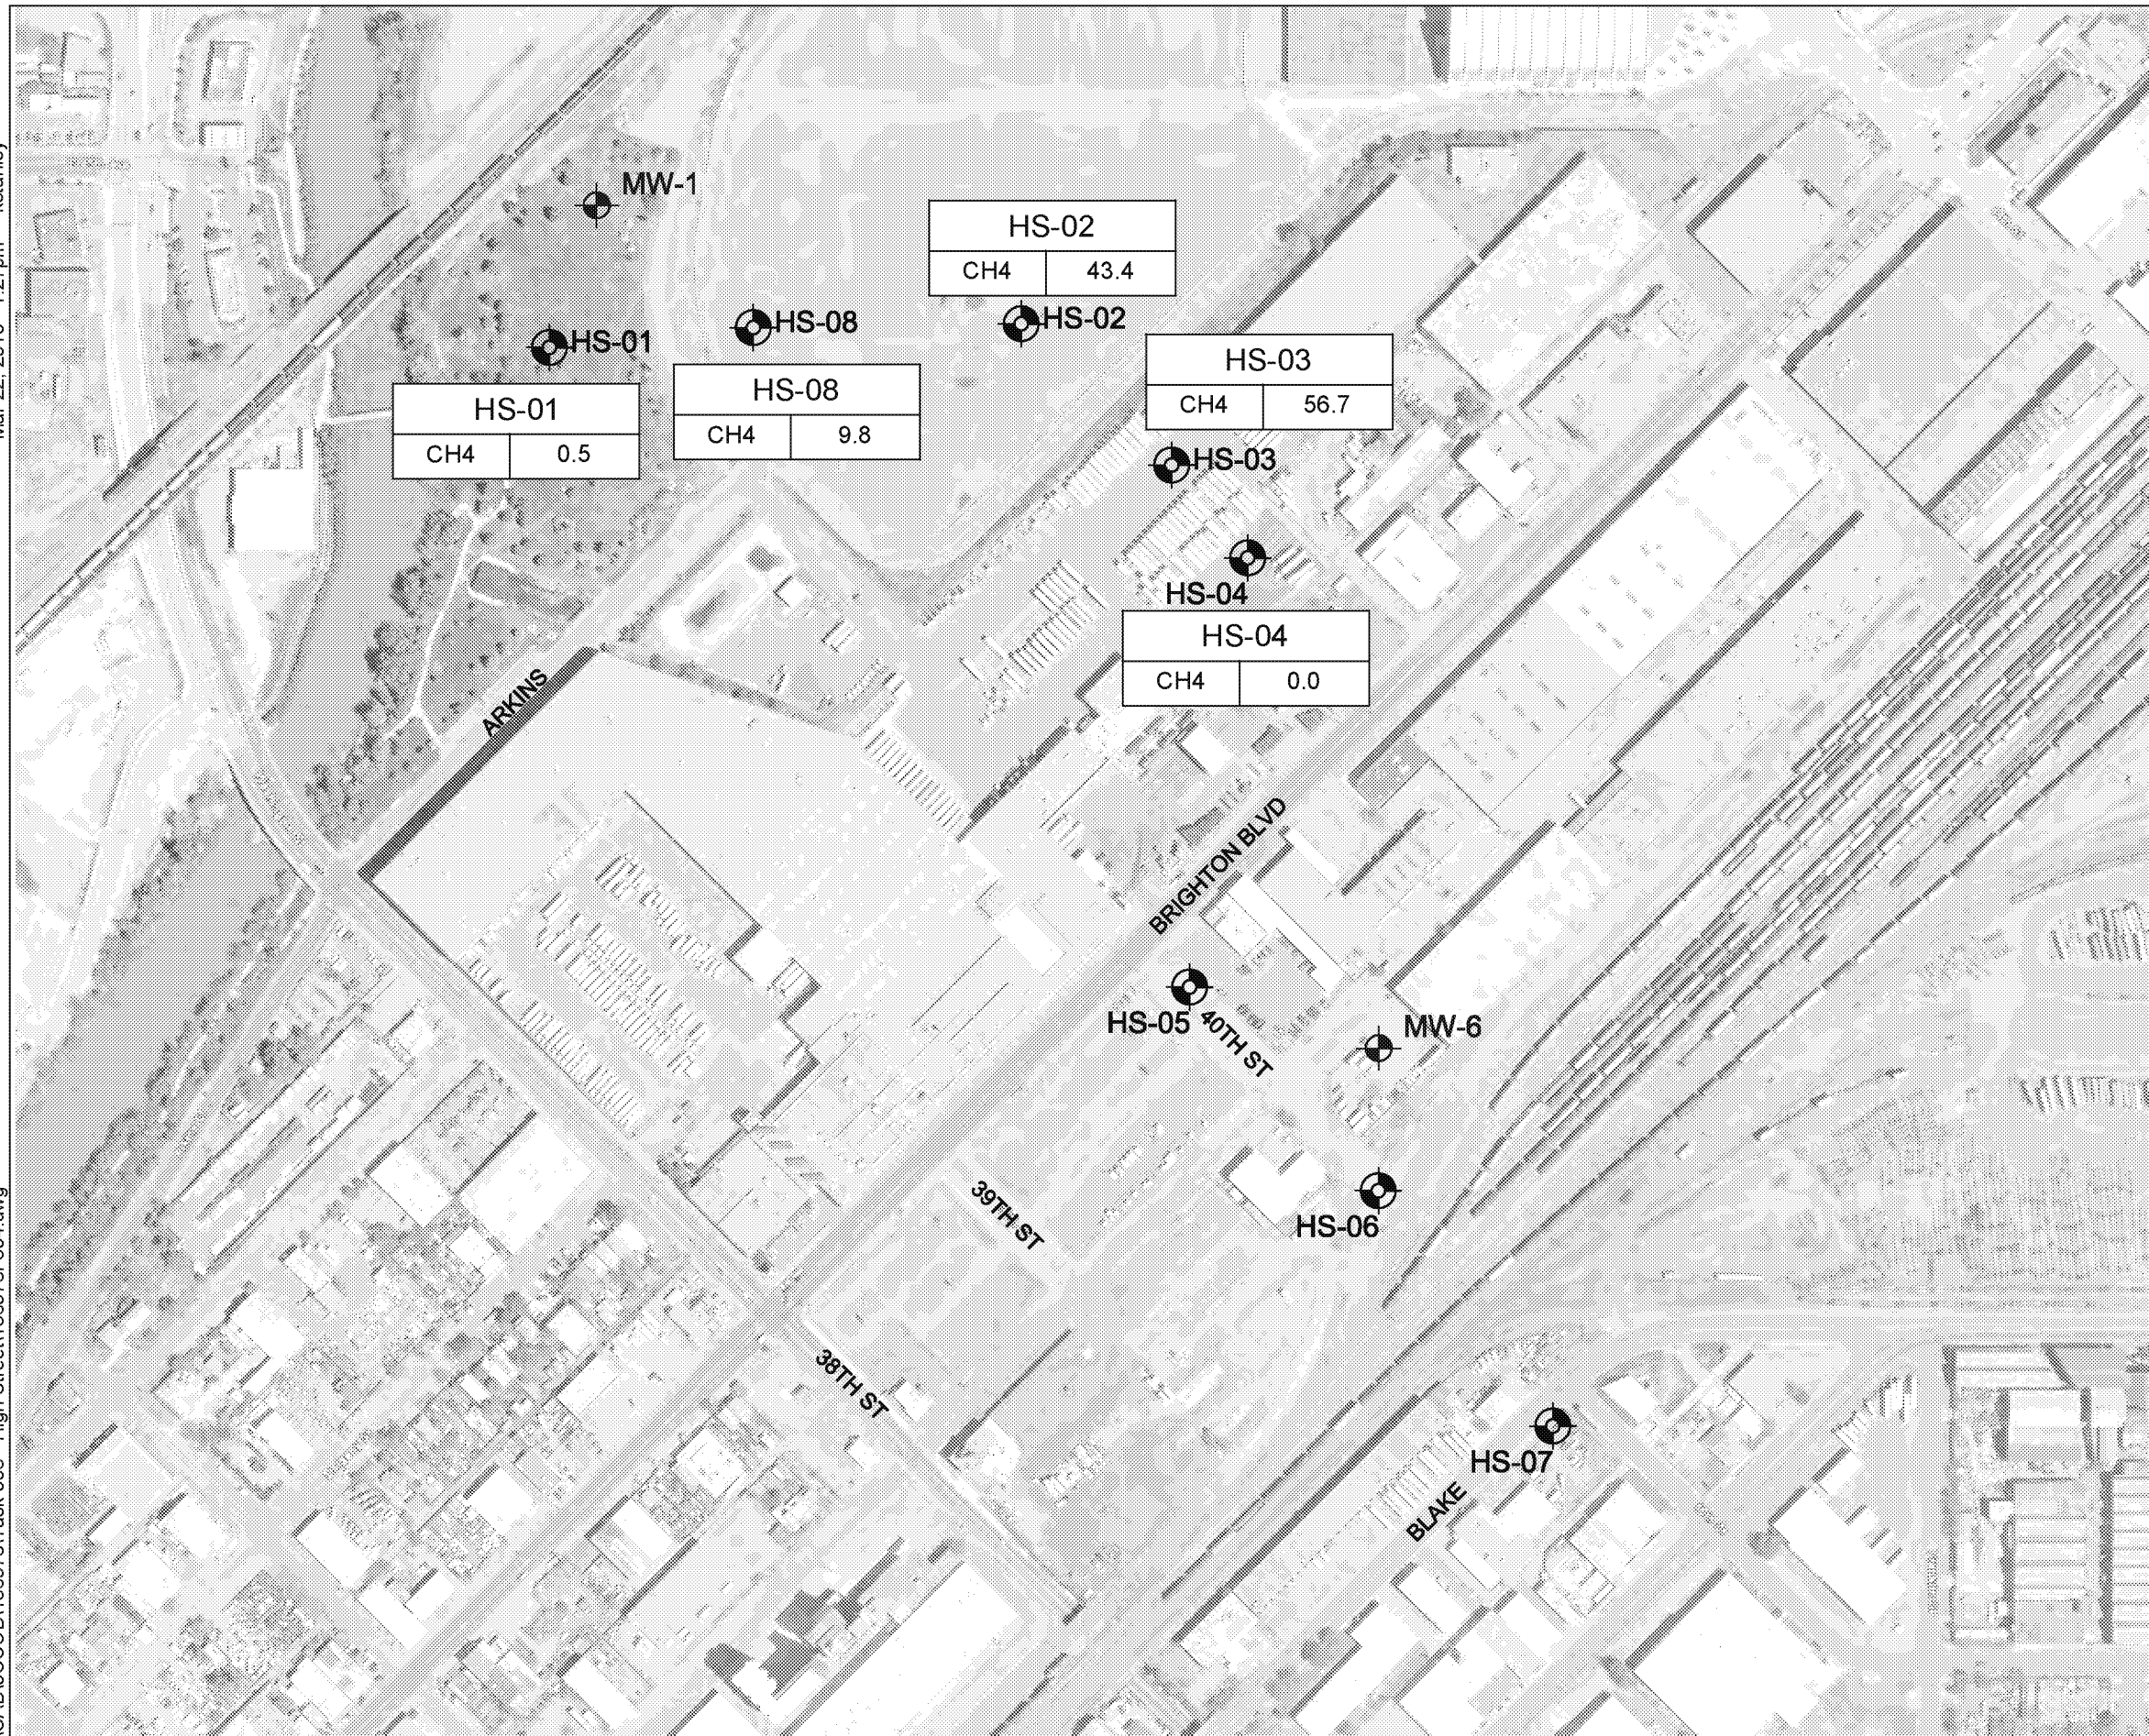 MW-1
HS-02
CH4 43.4
HS-08
HS-02
HS-01
HS-03
CH4 56.7
HS-08
CH4 9.8
HS-01
CH4 0.5
HS-03
HS-04
HS-04
CH4 0.0
ARKINS
BRIGHTON BLVD
HS-05
40TH ST
MW-6
39TH ST
HS-06
38TH ST
HS-07
BLAKE